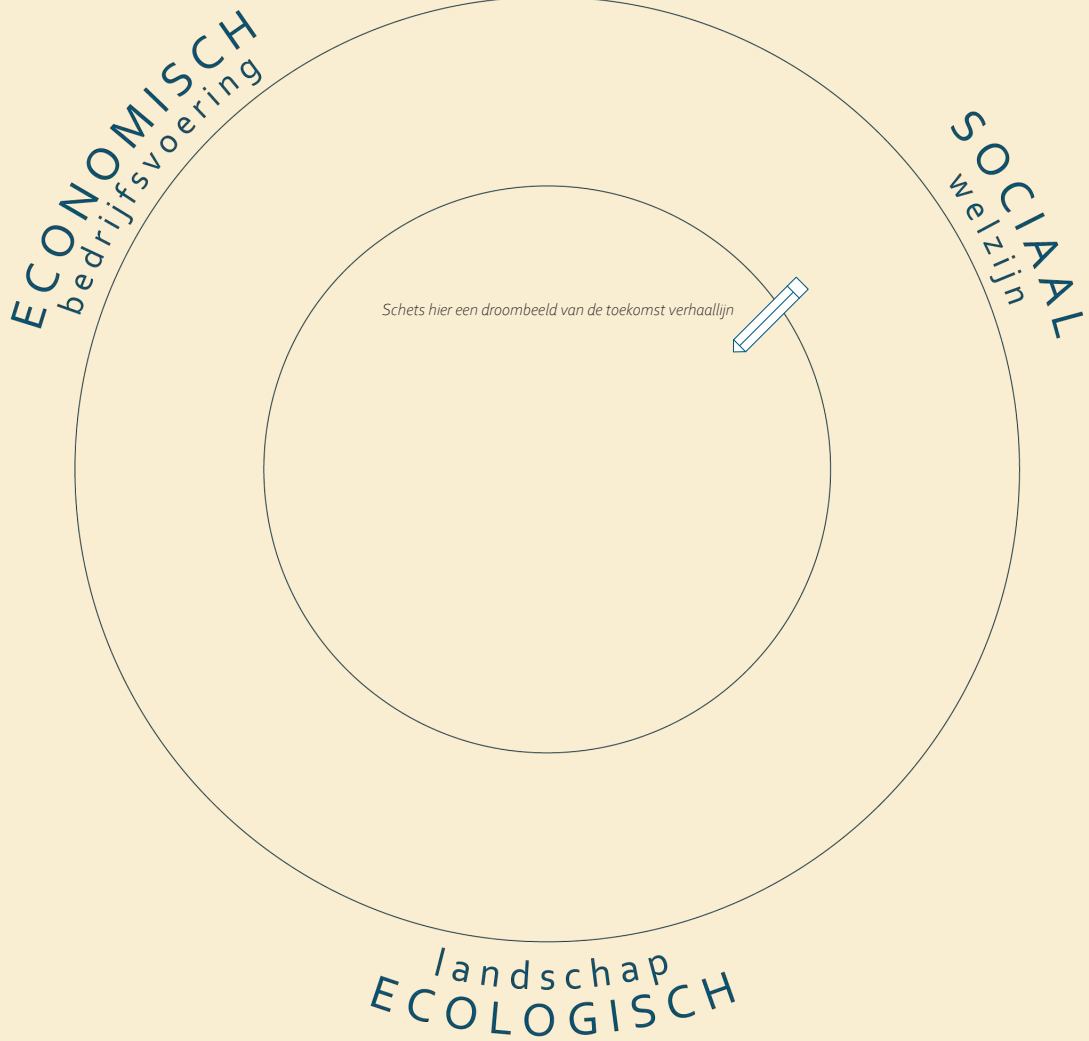 ECONOMISCH
bedrijfsvoering
SOCIAAL
welzijn
Schets hier een droombeeld van de toekomst verhaallijn
landschap
ECOLOGISCH